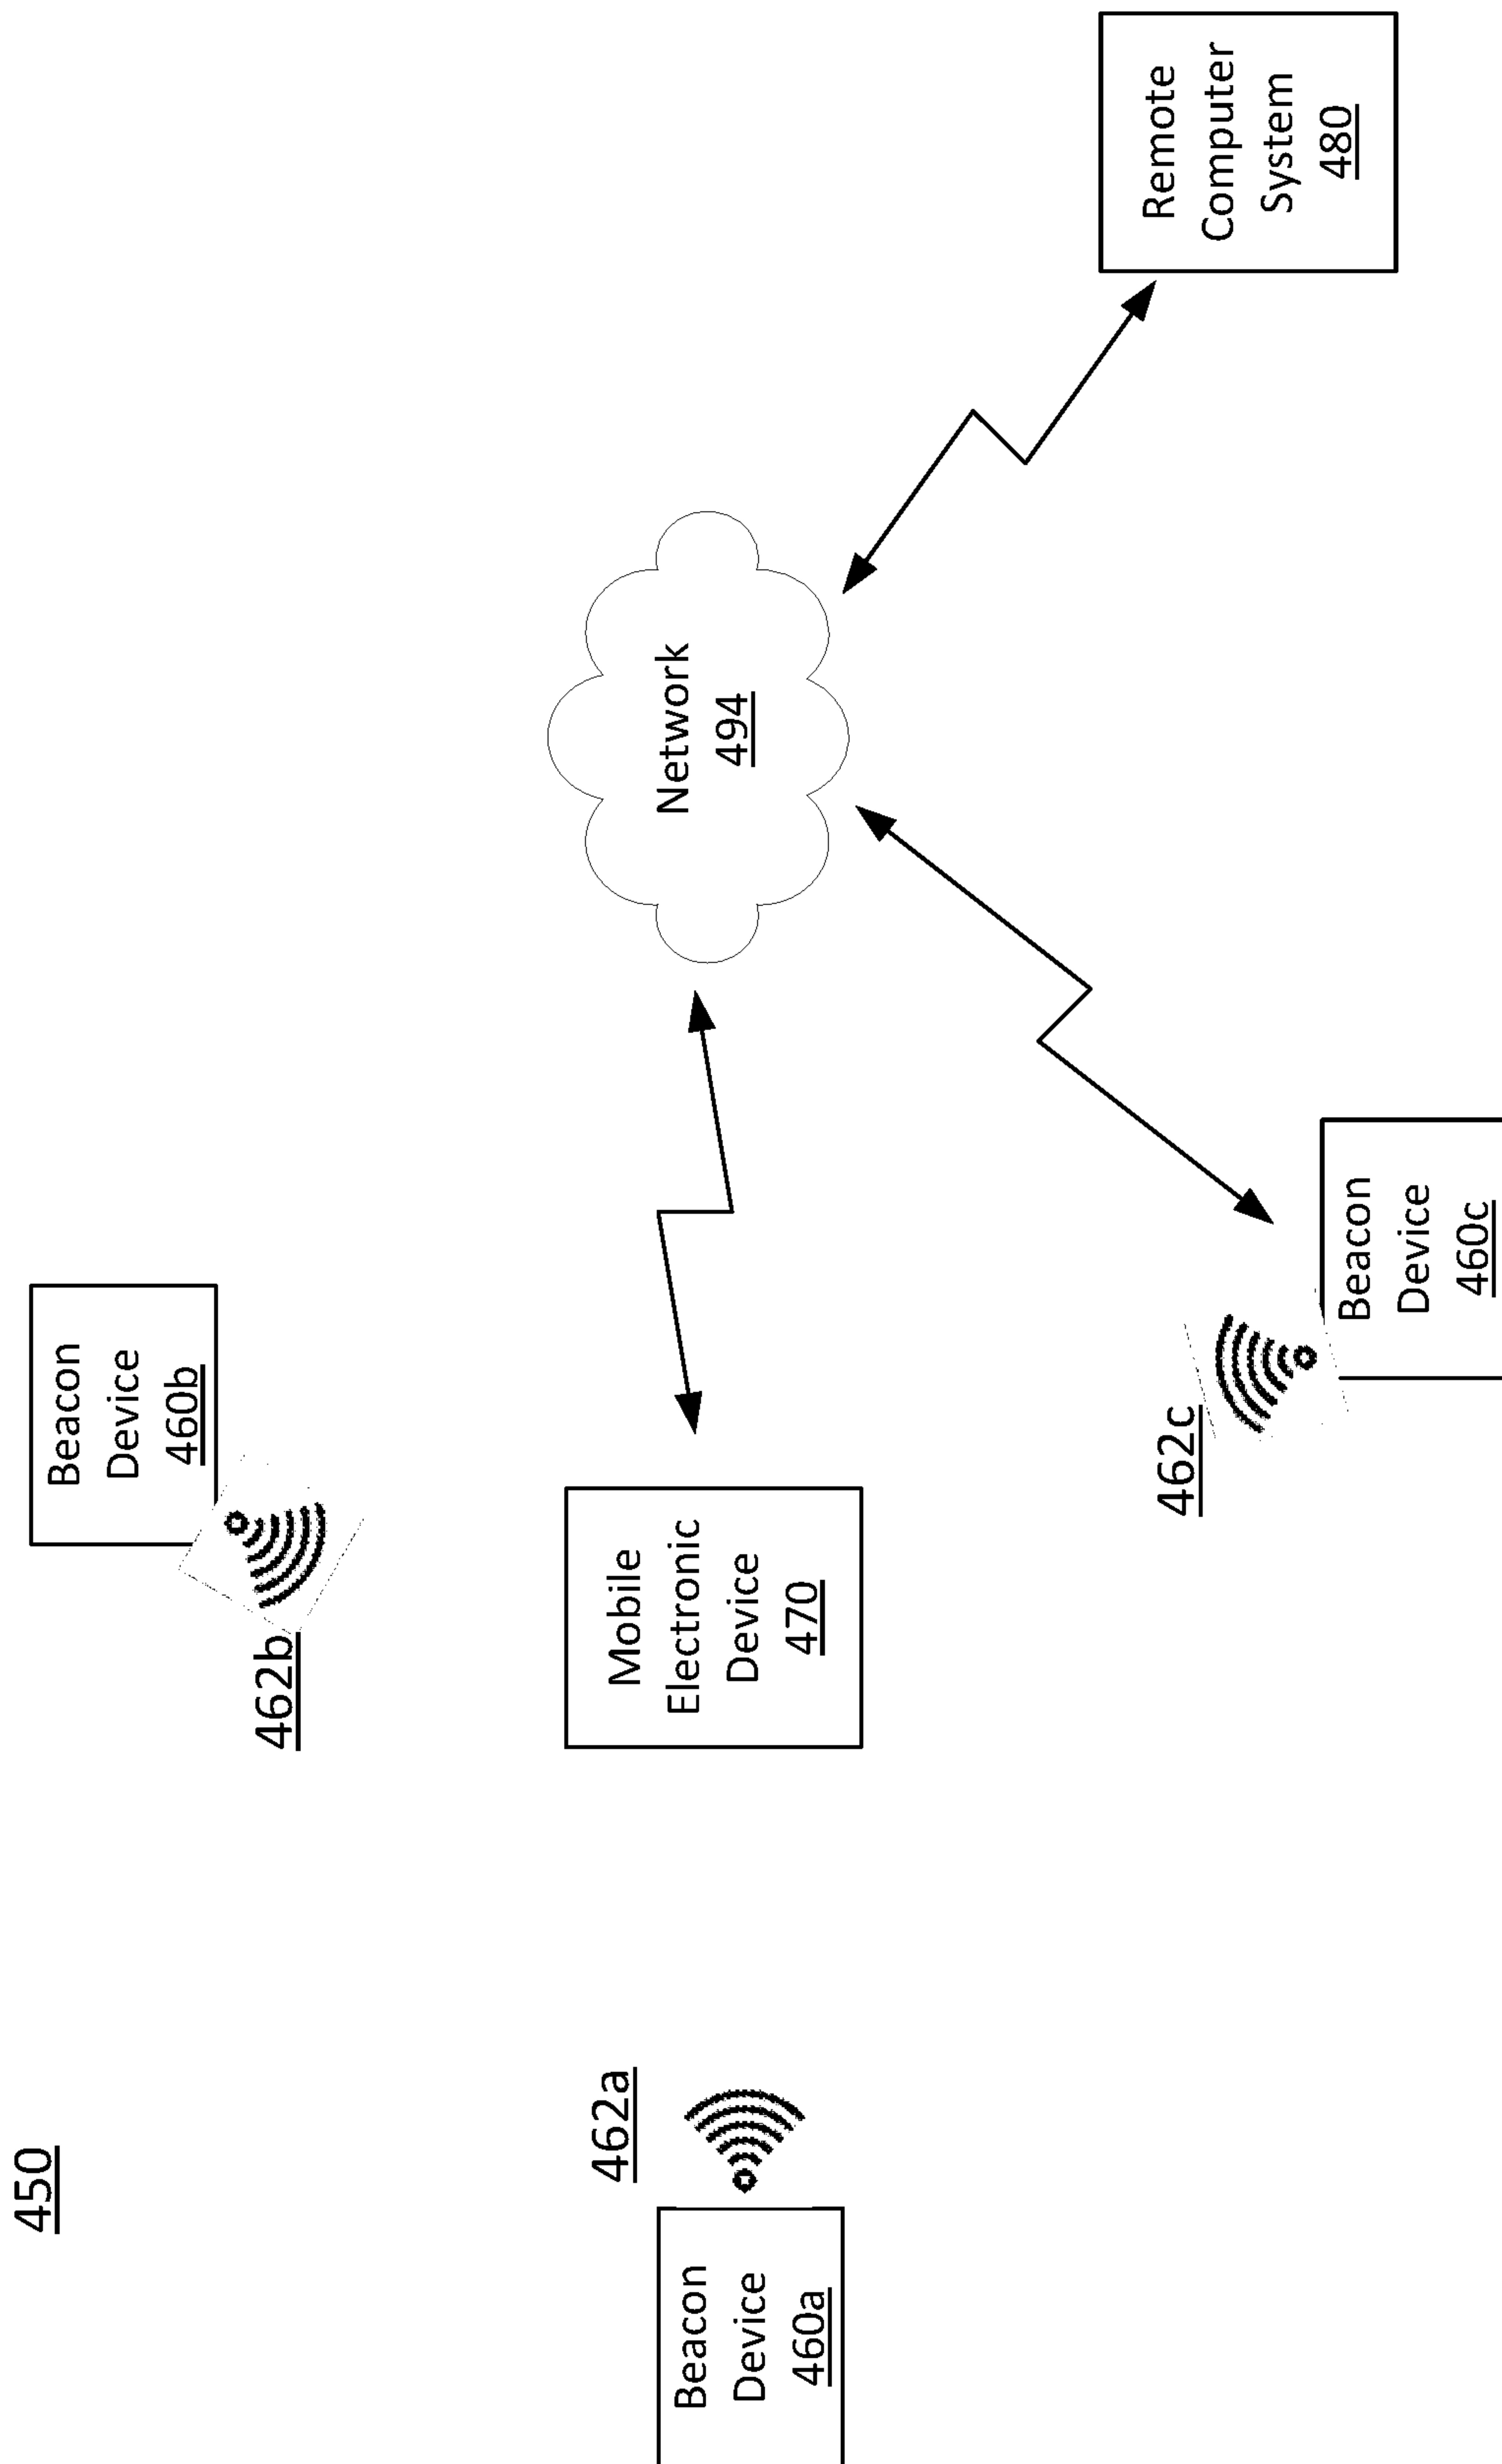 450
Beacon
Device
460b
462b
462a
Beacon
Device
460a
Mobile
Electronic
Device
470
Network
494
462c
Beacon
Device
460c
Remote
Computer
System
480